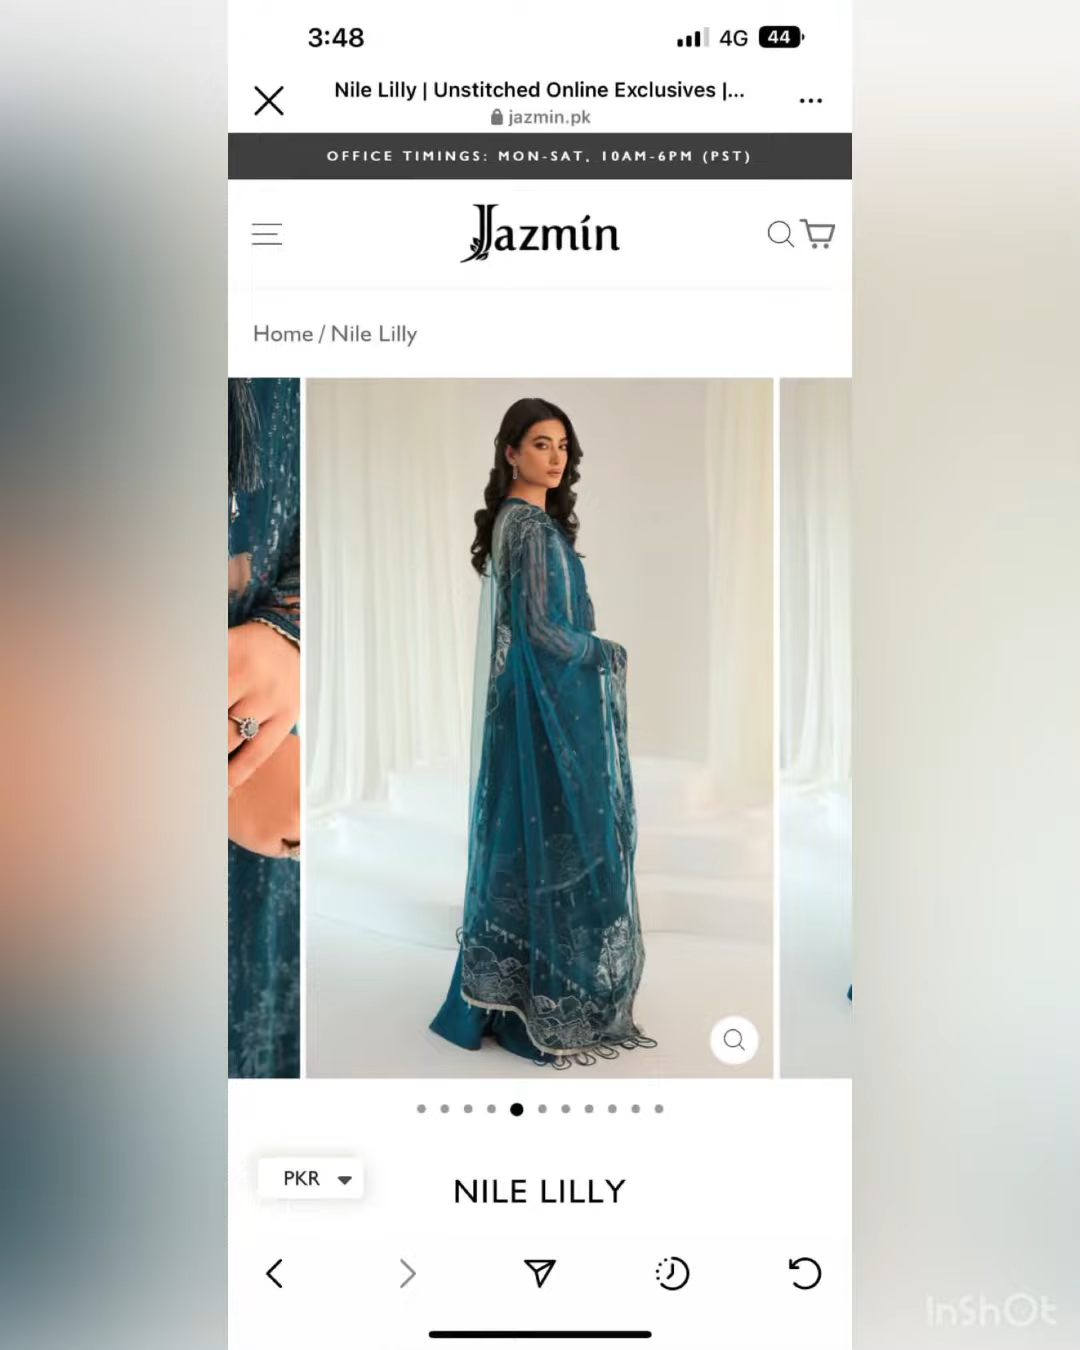 3:48
4G
44
Nile Lilly | Unstitched Online Exclusives |...
jazmin.pk
OFFICE TIMINGS: MON-SAT, 10AM-6PM (PST)
Jazmín
Home / Nile Lilly
PKR
NILE LILLY
InShOt